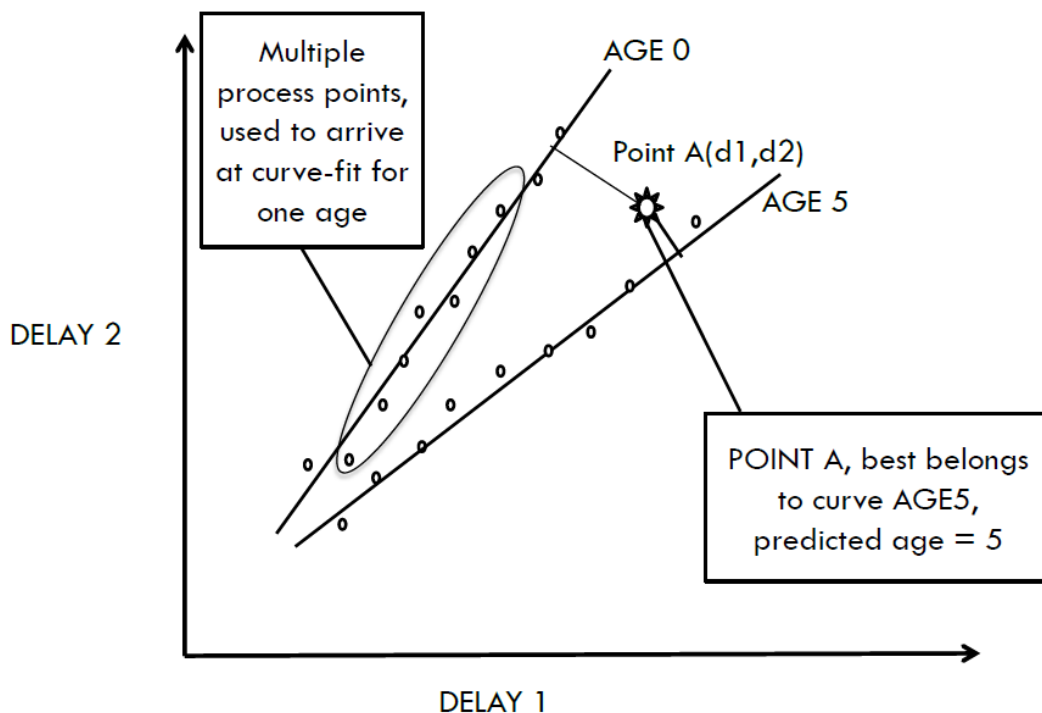 Multiple
process points,
used to arrive
at curve-fit for
one age
AGE 0
Point A(d1,d2)
AGE 5
DELAY 2
POINT A, best belongs
to curve AGE5,
predicted age = 5
DELAY 1